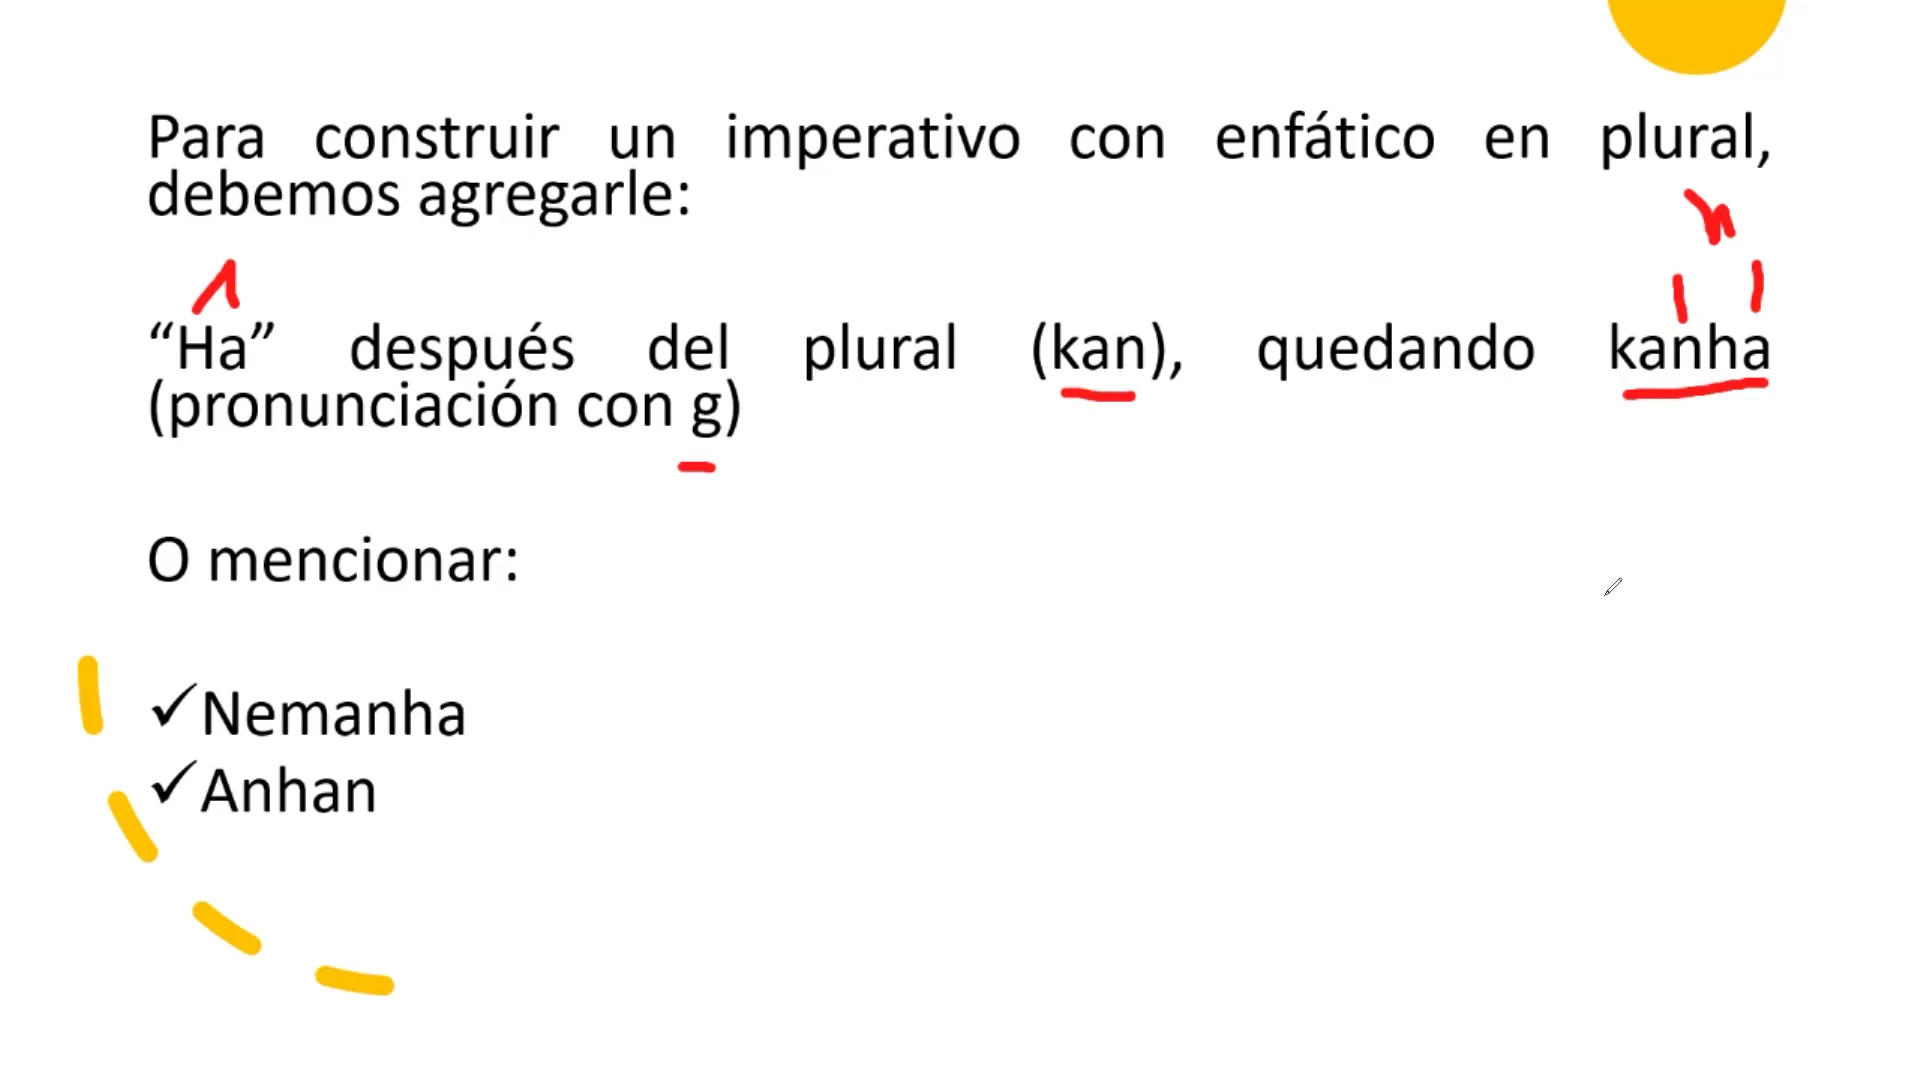 Para construir un imperativo con enfático en plural,
debemos agregarle:
“Ha” después del plural (kan), quedando kanha
(pronunciación con g)
O mencionar:
✓Nemanha
✓Anhan